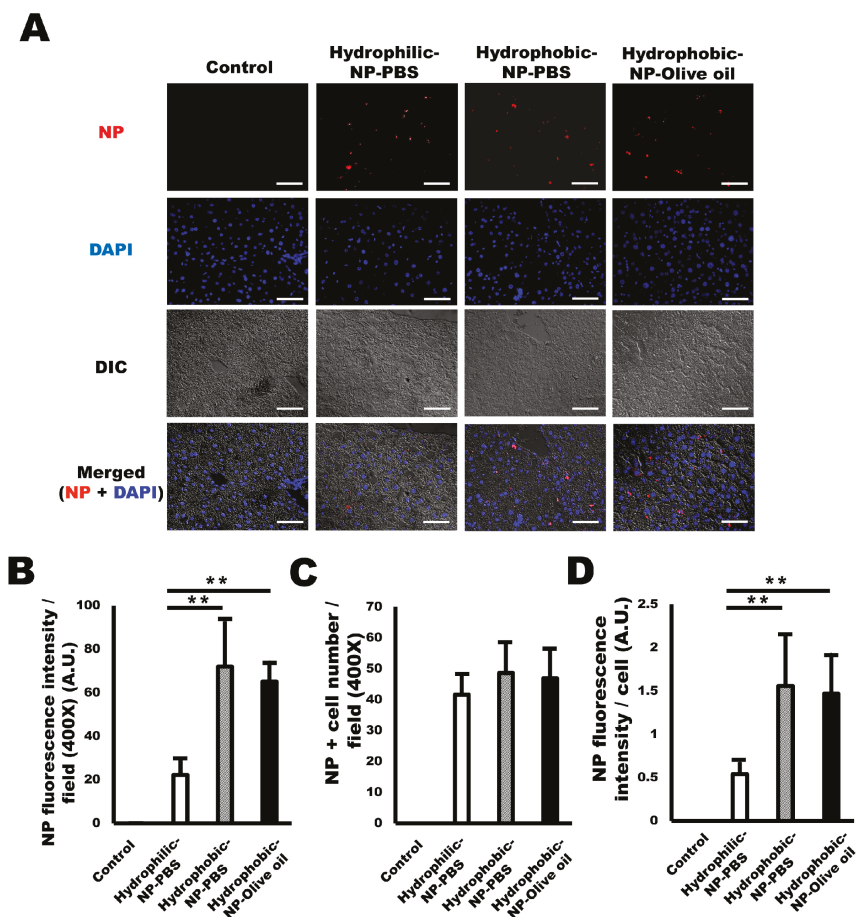 A
Control
Hydrophilic-
NP-PBS
Hydrophobic-
NP-PBS
Hydrophobic-
NP-Olive oil
NP
DAPI
DIC
Merged
(NP + DAPI)
B
NP fluorescence intensity /
field (400X) (A.U.)
100
80
60
40
20
0
**
**
Control
Hydrophilic-
NP-PBS
Hydrophobic-
NP-PBS
Hydrophobic-
NP-Olive oil
C
NP + cell number /
field (400X)
70
60
50
40
30
20
10
0
Control
Hydrophilic-
NP-PBS
Hydrophobic-
NP-PBS
Hydrophobic-
NP-Olive oil
D
NP fluorescence
intensity / cell (A.U.)
2.5
2
1.5
1
0.5
0
**
**
Control
Hydrophilic-
NP-PBS
Hydrophobic-
NP-PBS
Hydrophobic-
NP-Olive oil